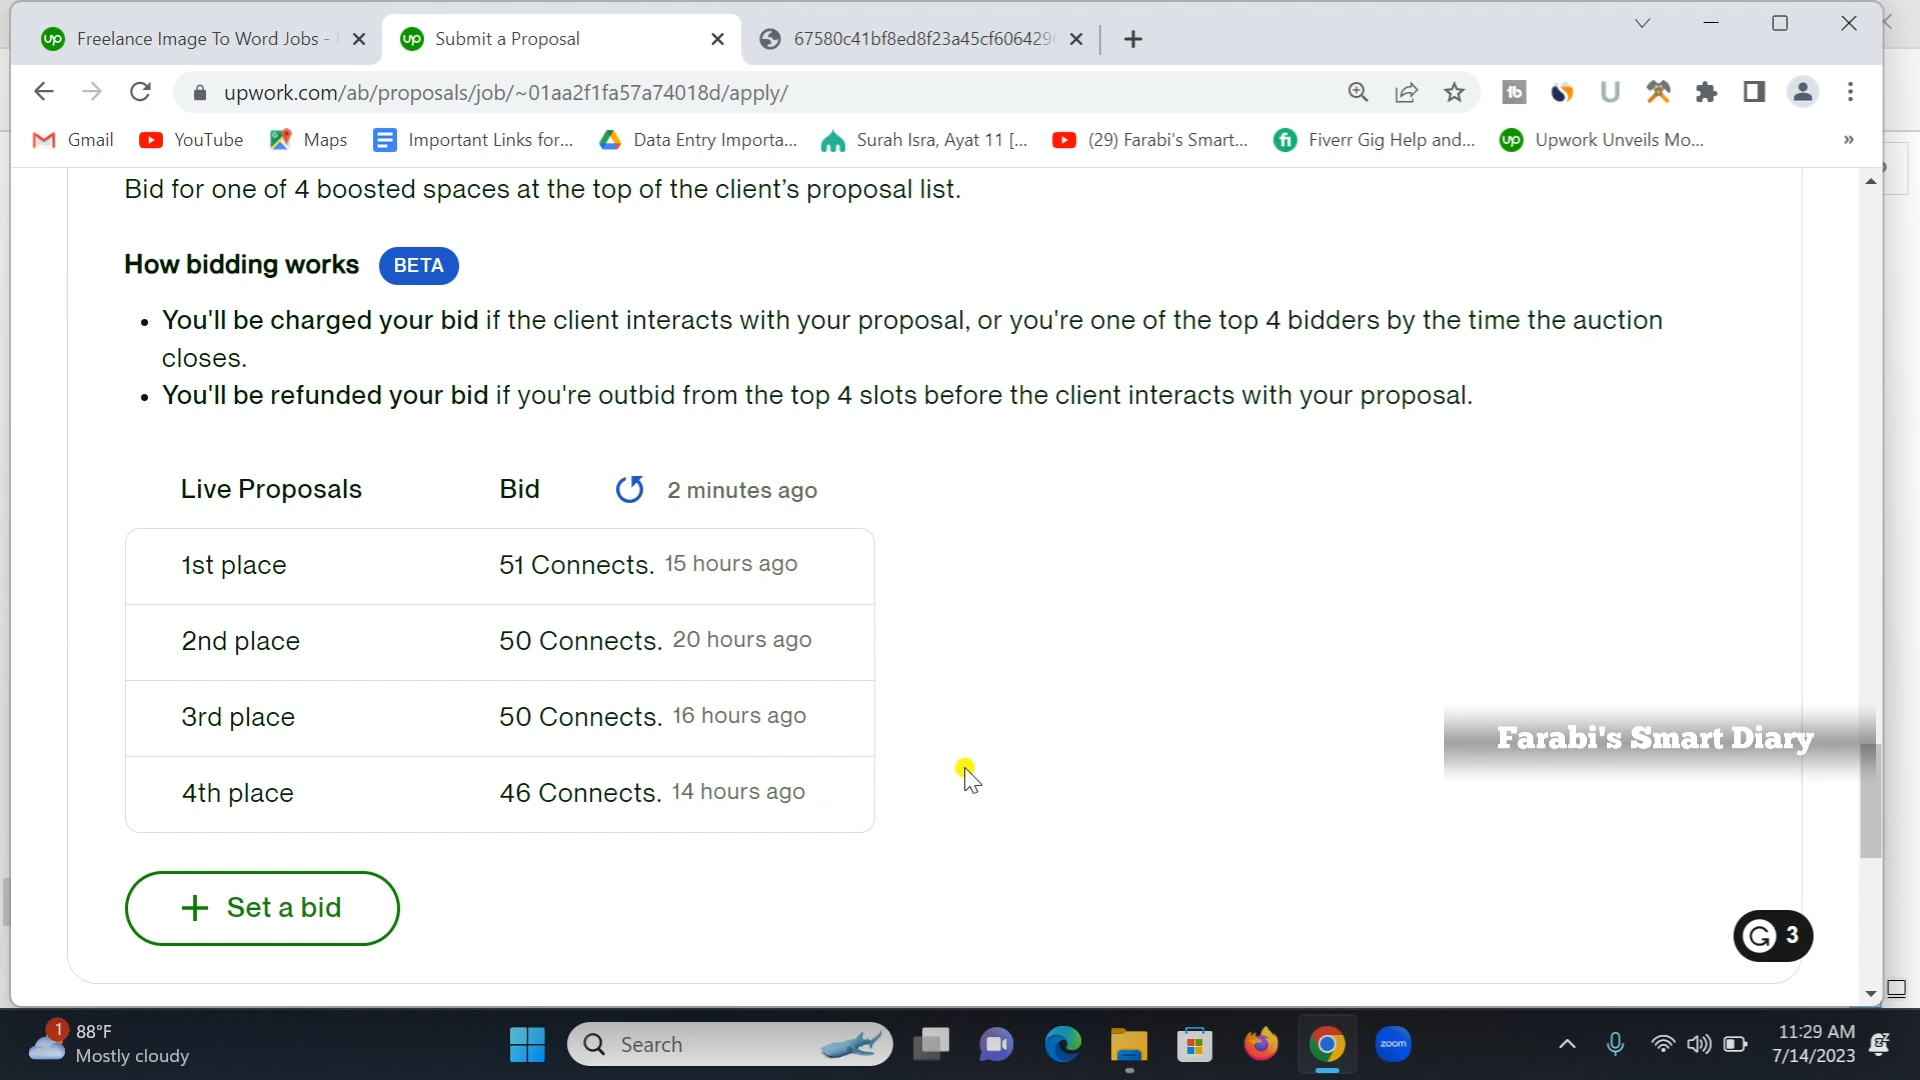 Freelance Image To Word Jobs -
Submit a Proposal
67580c41bf8ed8f23a45cf606429
upwork.com/ab/proposals/job/~01aa2f1fa57a74018d/apply/
Gmail
YouTube
Maps
Important Links for...
Data Entry Importa...
Surah Isra, Ayat 11 [...
(29) Farabi's Smart...
Fiverr Gig Help and...
Upwork Unveils Mo...
»
Bid for one of 4 boosted spaces at the top of the client’s proposal list.
How bidding works BETA
• You'll be charged your bid if the client interacts with your proposal, or you're one of the top 4 bidders by the time the auction
closes.
• You'll be refunded your bid if you're outbid from the top 4 slots before the client interacts with your proposal.
Live Proposals Bid 2 minutes ago
1st place 51 Connects. 15 hours ago
2nd place 50 Connects. 20 hours ago
3rd place 50 Connects. 16 hours ago
Farabi's Smart Diary
4th place 46 Connects. 14 hours ago
+ Set a bid
G 3
1
88°F
Mostly cloudy
Search
zoom
11:29 AM
7/14/2023